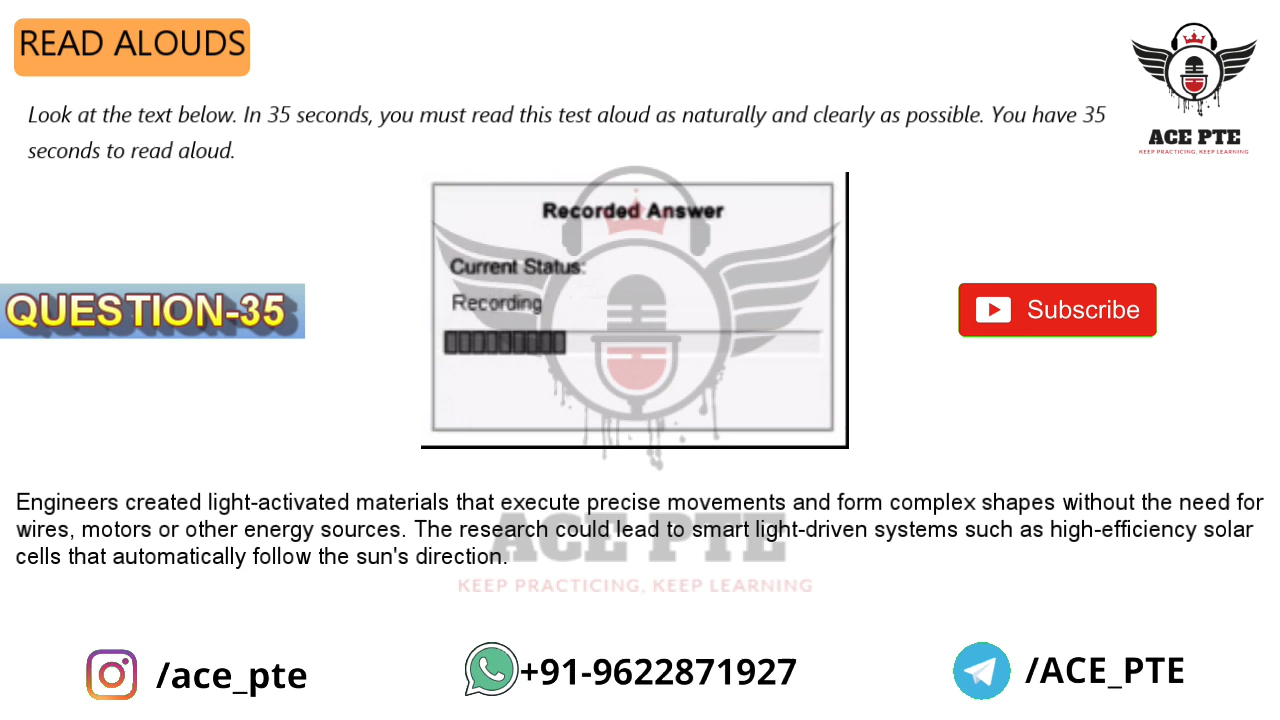 READ ALOUDS
Look at the text below. In 35 seconds, you must read this test aloud as naturally and clearly as possible. You have 35
seconds to read aloud.
ACE PTE
KEEP PRACTICING, KEEP LEARNING
Recorded Answer
Current Status:
Recording
QUESTION-35
Subscribe
Engineers created light-activated materials that execute precise movements and form complex shapes without the need for
wires, motors or other energy sources. The research could lead to smart light-driven systems such as high-efficiency solar
cells that automatically follow the sun's direction.
ACE PTE
KEEP PRACTICING, KEEP LEARNING
/ace_pte
+91-9622871927
/ACE_PTE